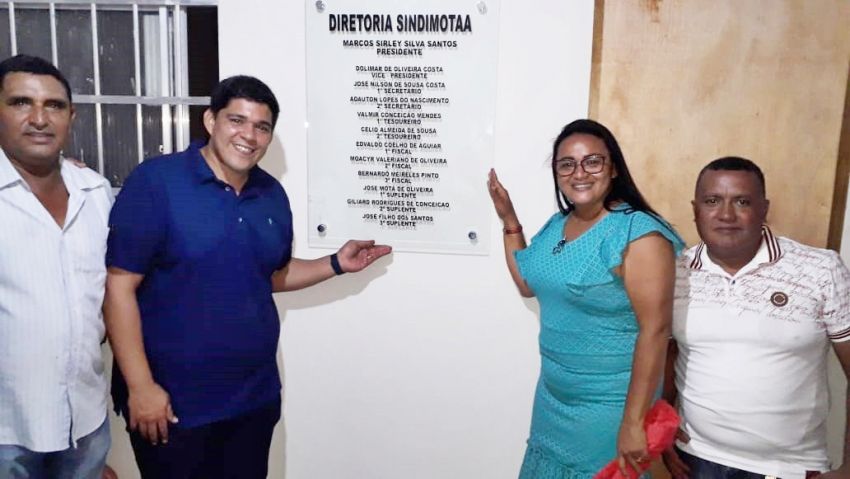 DIRETORIA SINDIMOTAA
MARCOS SIRLEY SILVA SANTOS
PRESIDENTE
DOLIMAR DE OLIVEIRA COSTA
VICE PRESIDENTE
JOSE NILSON DE SOUSA COSTA
1° SECRETÁRIO
ADAUTON LOPES DO NASCIMENTO
2° SECRETÁRIO
VALMIR CONCEIÇÃO MENDES
1° TESOUREIRO
CELIO ALMEIDA DE SOUSA
2° TESOUREIRO
EDVALDO COELHO DE AGUIAR
1° FISCAL
MOACYR VALERIANO DE OLIVEIRA
2° FISCAL
BERNARDO MEIRELES PINTO
3° FISCAL
JOSE MOTA DE OLIVEIRA
1° SUPLENTE
GILIARD RODRIGUES DE CONCEICAO
2° SUPLENTE
JOSE FILHO DOS SANTOS
3° SUPLENTE